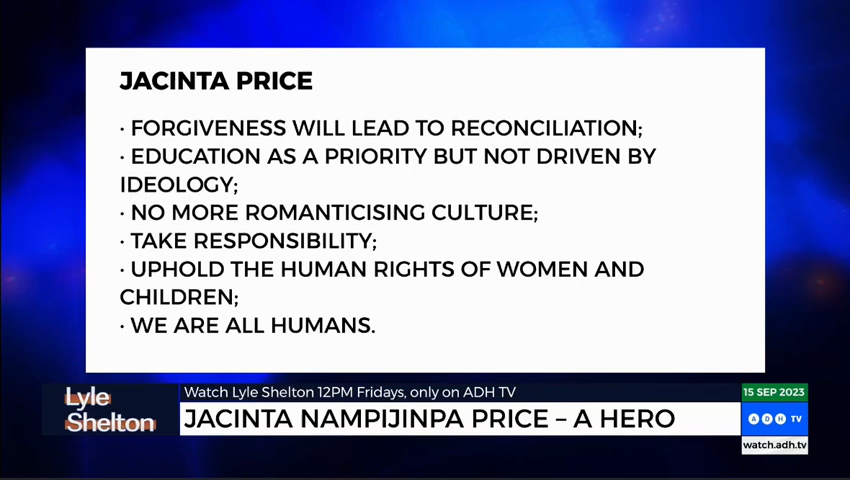 JACINTA PRICE
· FORGIVENESS WILL LEAD TO RECONCILIATION;
· EDUCATION AS A PRIORITY BUT NOT DRIVEN BY
IDEOLOGY;
· NO MORE ROMANTICISING CULTURE;
· TAKE RESPONSIBILITY;
· UPHOLD THE HUMAN RIGHTS OF WOMEN AND
CHILDREN;
· WE ARE ALL HUMANS.
Lyle
Shelton
Watch Lyle Shelton 12PM Fridays, only on ADH TV
JACINTA NAMPIJINPA PRICE – A HERO
15 SEP 2023
ADH TV
watch.adh.tv